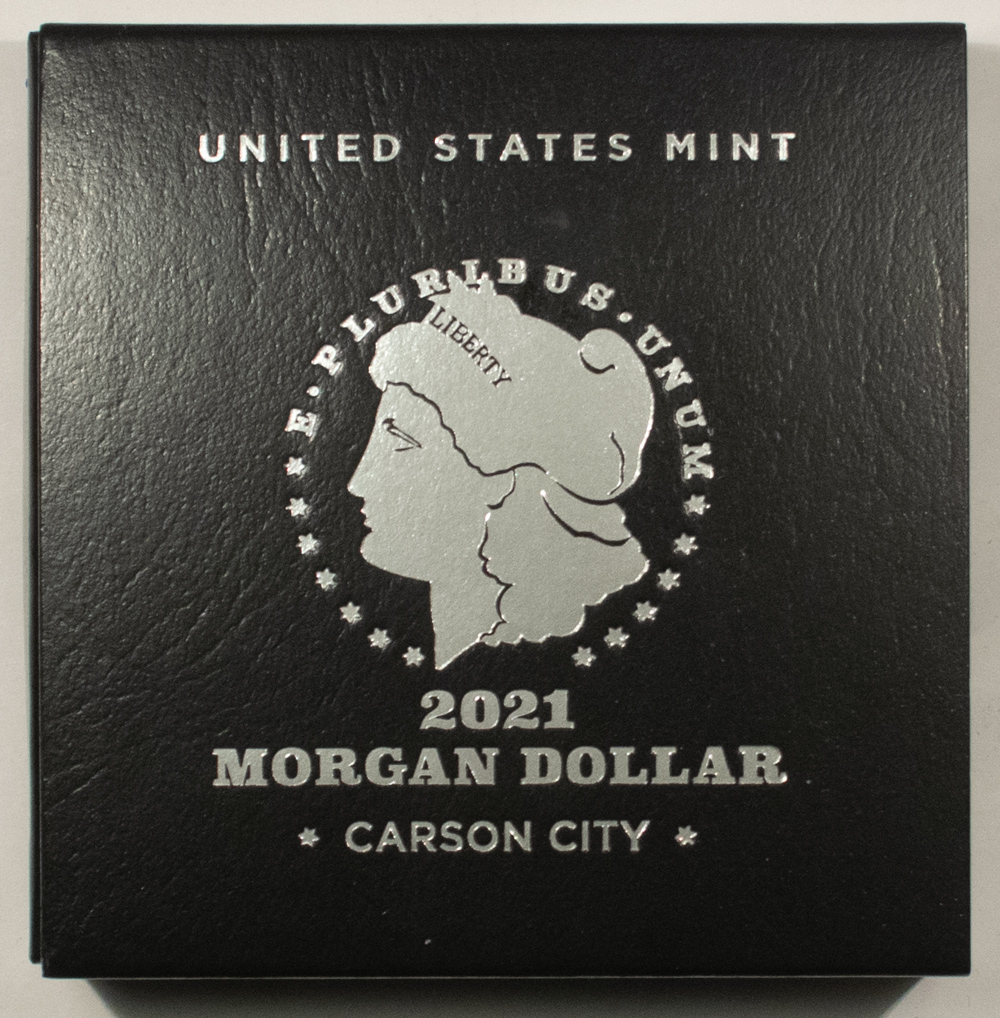 UNITED STATES MINT
E · PLURIBUS · UNUM
LIBERTY
2021
MORGAN DOLLAR
CARSON CITY